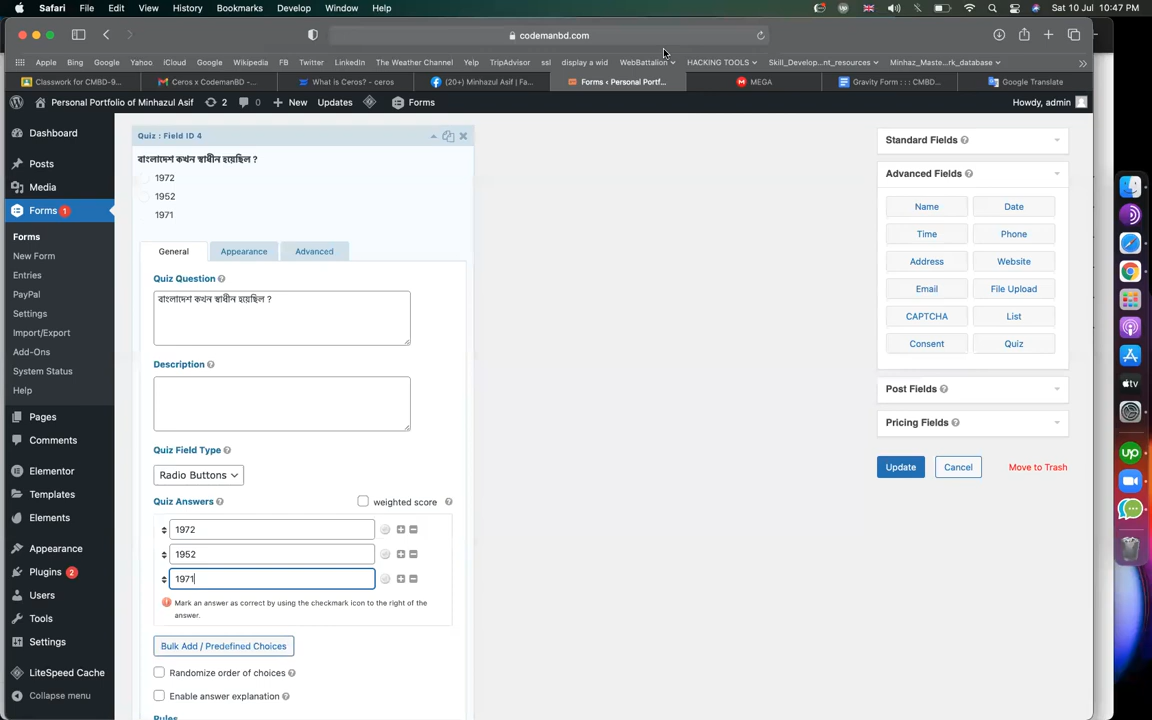 Safari File Edit View History Bookmarks Develop Window Help Sat 10 Jul 10:47 PM
codemanbd.com
Apple Bing Google Yahoo iCloud Google Wikipedia FB Twitter LinkedIn The Weather Channel Yelp TripAdvisor ssl display a wid WebBattalion HACKING TOOLS Skill_Develop...nt_resources Minhaz_Maste...rk_database
Classwork for CMBD-9... Ceros x CodemanBD -... What is Ceros? - ceros (20+) Minhazul Asif | Fa... Forms ‹ Personal Portf... MEGA Gravity Form : : : CMBD... Google Translate
Personal Portfolio of Minhazul Asif 2 0 New Updates Forms Howdy, admin
Dashboard
Posts
Media
Forms 1
Forms
New Form
Entries
PayPal
Settings
Import/Export
Add-Ons
System Status
Help
Pages
Comments
Elementor
Templates
Elements
Appearance
Plugins 2
Users
Tools
Settings
LiteSpeed Cache
Collapse menu
Quiz : Field ID 4
বাংলাদেশ কখন স্বাধীন হয়েছিল ?
1972
1952
1971
General Appearance Advanced
Quiz Question
বাংলাদেশ কখন স্বাধীন হয়েছিল ?
Description
Quiz Field Type
Radio Buttons
Quiz Answers weighted score
1972
1952
1971
Mark an answer as correct by using the checkmark icon to the right of the
answer.
Bulk Add / Predefined Choices
Randomize order of choices
Enable answer explanation
Rules
Standard Fields
Advanced Fields
Name Date
Time Phone
Address Website
Email File Upload
CAPTCHA List
Consent Quiz
Post Fields
Pricing Fields
Update Cancel Move to Trash
tv
up